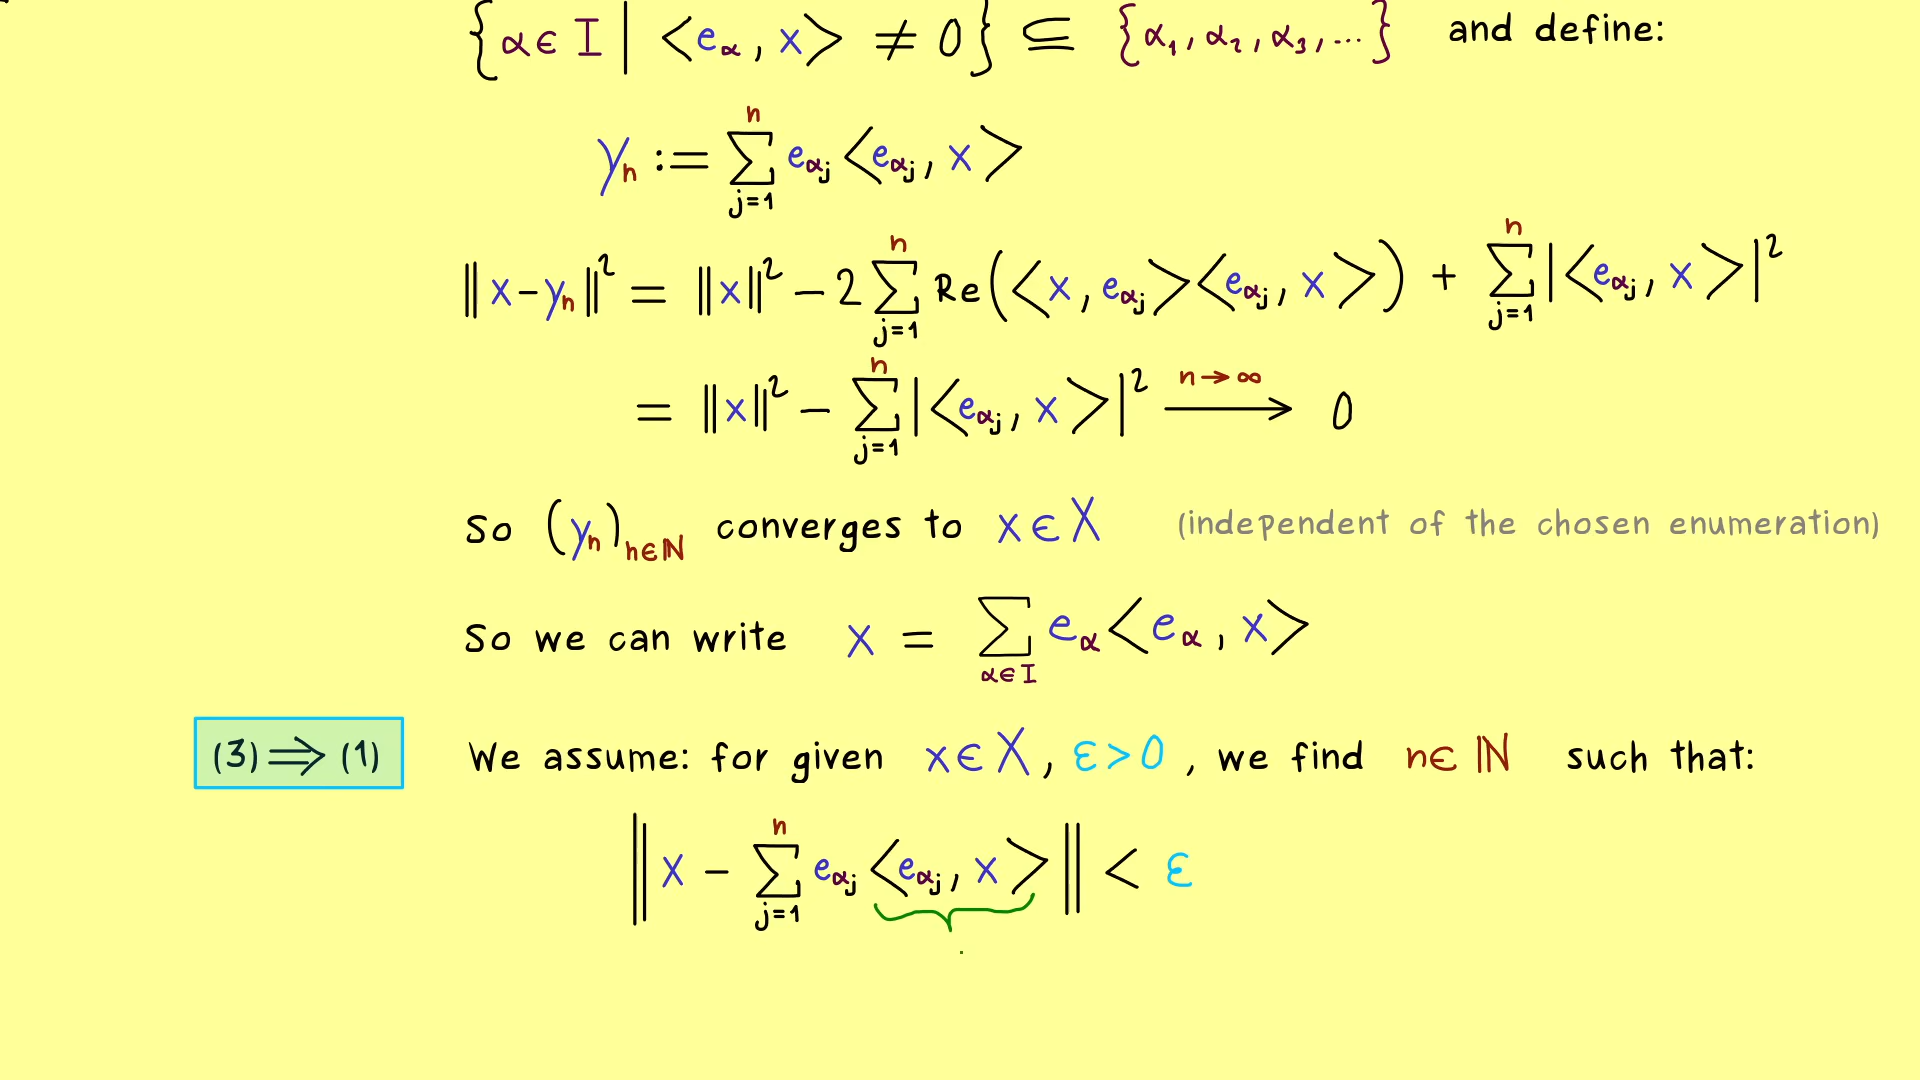 {α ∈ I | <e_α, x> ≠ 0} ⊆ {α₁, α₂, α₃, ...} and define:
y_n := ∑_{j=1}^{n} e_{α_j} <e_{α_j}, x>
‖x - y_n‖² = ‖x‖² - 2 ∑_{j=1}^{n} Re(<x, e_{α_j}><e_{α_j}, x>) + ∑_{j=1}^{n} |<e_{α_j}, x>|²
= ‖x‖² - ∑_{j=1}^{n} |<e_{α_j}, x>|² ⟶^{n→∞} 0
So (y_n)_{n∈ℕ} converges to x ∈ X (independent of the chosen enumeration)
So we can write x = ∑_{α∈I} e_α <e_α, x>
(3) ⟹ (1) We assume: for given x ∈ X, ε > 0, we find n ∈ ℕ such that:
‖x - ∑_{j=1}^{n} e_{α_j} <e_{α_j}, x>‖ < ε